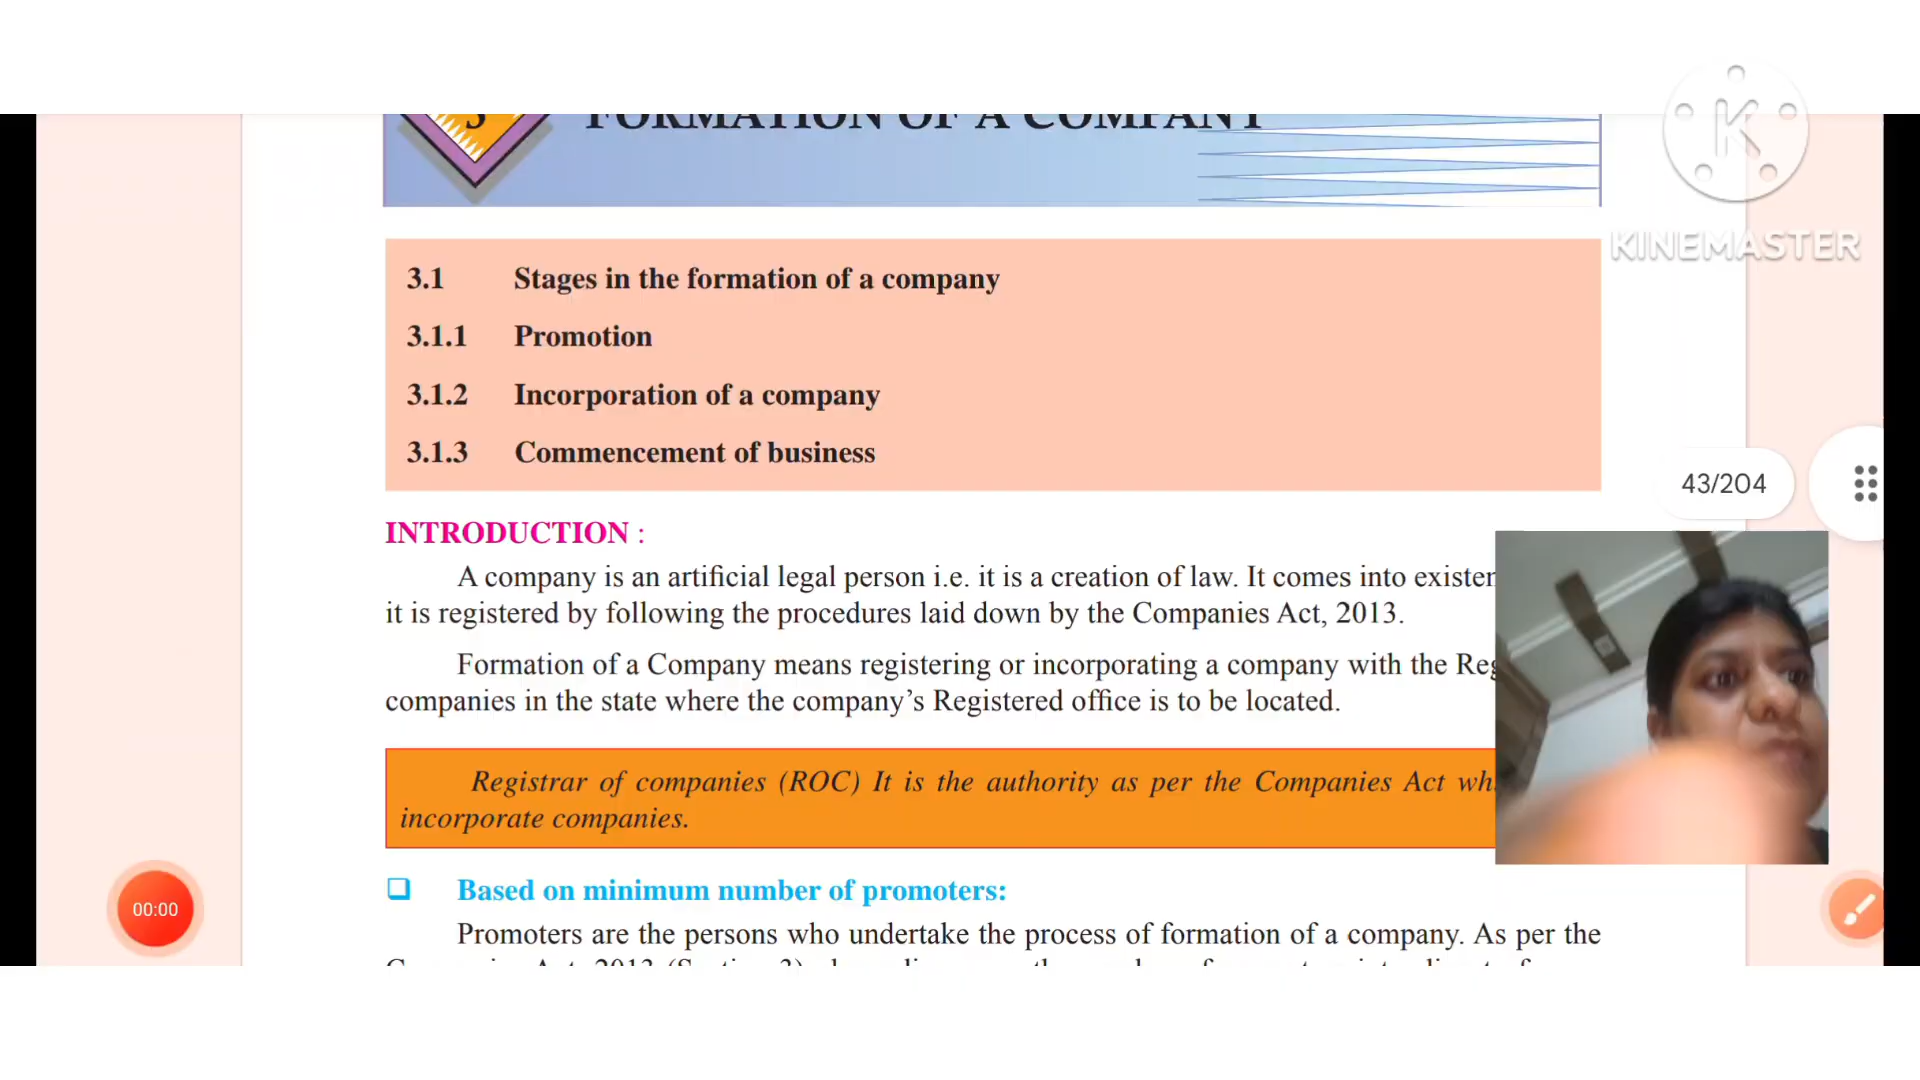 3 FORMATION OF A COMPANY
K
KINEMASTER
3.1 Stages in the formation of a company
3.1.1 Promotion
3.1.2 Incorporation of a company
3.1.3 Commencement of business
43/204
INTRODUCTION :
A company is an artificial legal person i.e. it is a creation of law. It comes into
it is registered by following the procedures laid down by the Companies Act, 2013.
Formation of a Company means registering or incorporating a company with the
companies in the state where the company's Registered office is to be located.
Registrar of companies (ROC) It is the authority as per the Companies Act
incorporate companies.
00:00
❑ Based on minimum number of promoters:
Promoters are the persons who undertake the process of formation of a company. As per the